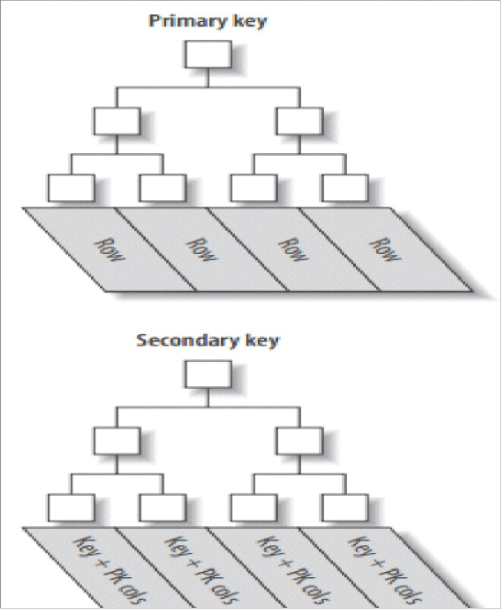 Primary key
Row Row Row Row
Secondary key
Key + PK cols Key + PK cols Key + PK cols Key + PK cols